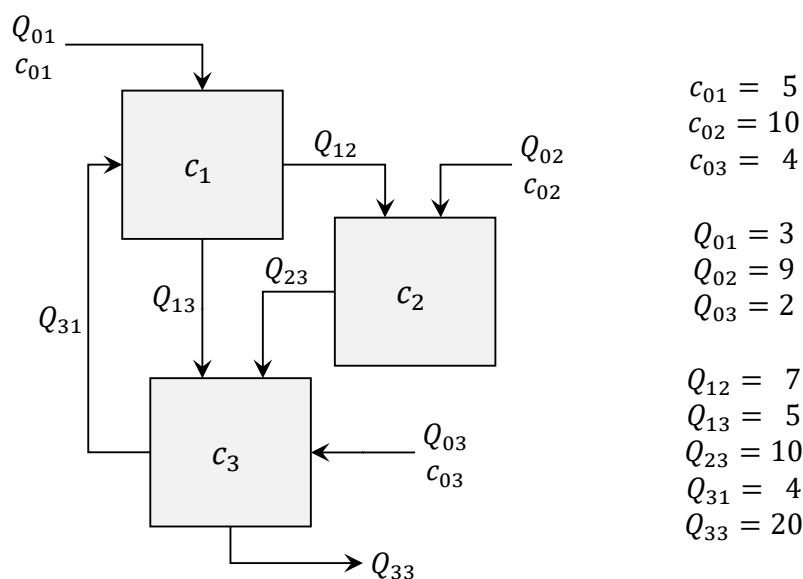 Q₀₁
c₀₁
c₁
Q₁₂
Q₀₂
c₀₂
Q₂₃
c₂
Q₁₃
Q₃₁
c₃
Q₀₃
c₀₃
Q₃₃
c₀₁ = 5
c₀₂ = 10
c₀₃ = 4
Q₀₁ = 3
Q₀₂ = 9
Q₀₃ = 2
Q₁₂ = 7
Q₁₃ = 5
Q₂₃ = 10
Q₃₁ = 4
Q₃₃ = 20